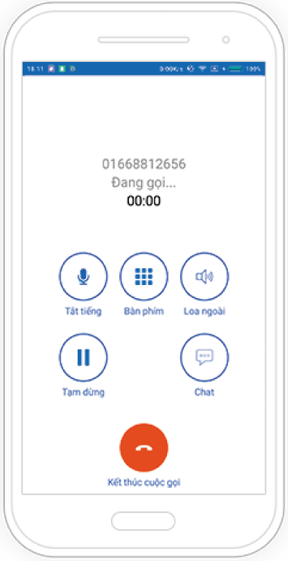 18:11 0.00K/s 100%
01668812656
Đang gọi...
00:00
Tắt tiếng Bàn phím Loa ngoài
Tạm dừng Chat
Kết thúc cuộc gọi